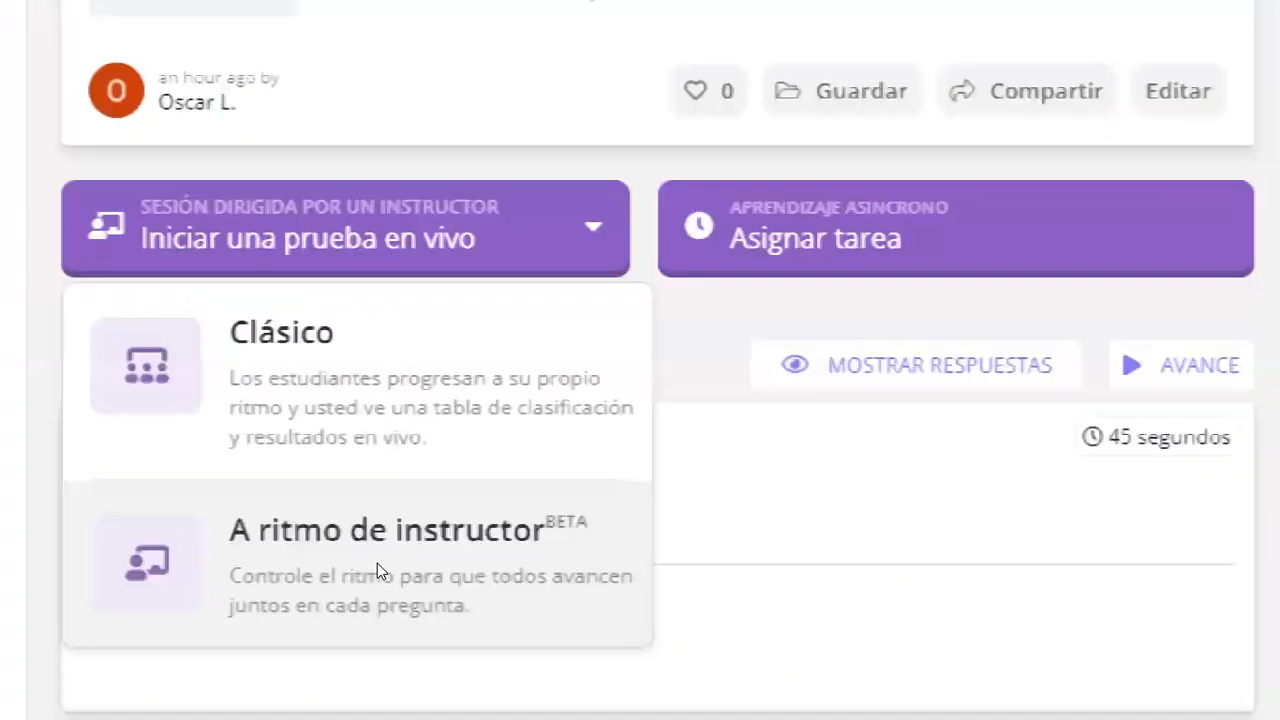 an hour ago by
O
Oscar L.
0
Guardar
Compartir
Editar
SESIÓN DIRIGIDA POR UN INSTRUCTOR
Iniciar una prueba en vivo
APRENDIZAJE ASINCRONO
Asignar tarea
Clásico
Los estudiantes progresan a su propio
ritmo y usted ve una tabla de clasificación
y resultados en vivo.
MOSTRAR RESPUESTAS
AVANCE
45 segundos
A ritmo de instructor BETA
Controle el ritmo para que todos avancen
juntos en cada pregunta.